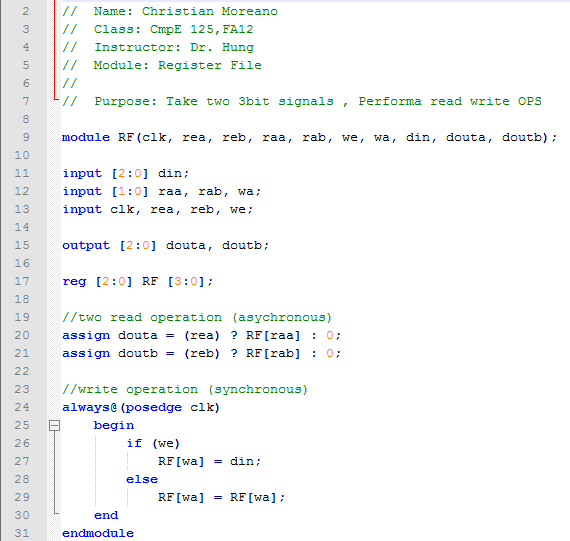 2 //  Name: Christian Moreano
3 //  Class: CmpE 125,FA12
4 //  Instructor: Dr. Hung
5 //  Module: Register File
6 //
7 //  Purpose: Take two 3bit signals , Performa read write OPS
8
9 module RF(clk, rea, reb, raa, rab, we, wa, din, douta, doutb);
10
11 input [2:0] din;
12 input [1:0] raa, rab, wa;
13 input clk, rea, reb, we;
14
15 output [2:0] douta, doutb;
16
17 reg [2:0] RF [3:0];
18
19 //two read operation (asychronous)
20 assign douta = (rea) ? RF[raa] : 0;
21 assign doutb = (reb) ? RF[rab] : 0;
22
23 //write operation (synchronous)
24 always@(posedge clk)
25     begin
26         if (we)
27             RF[wa] = din;
28         else
29             RF[wa] = RF[wa];
30     end
31 endmodule